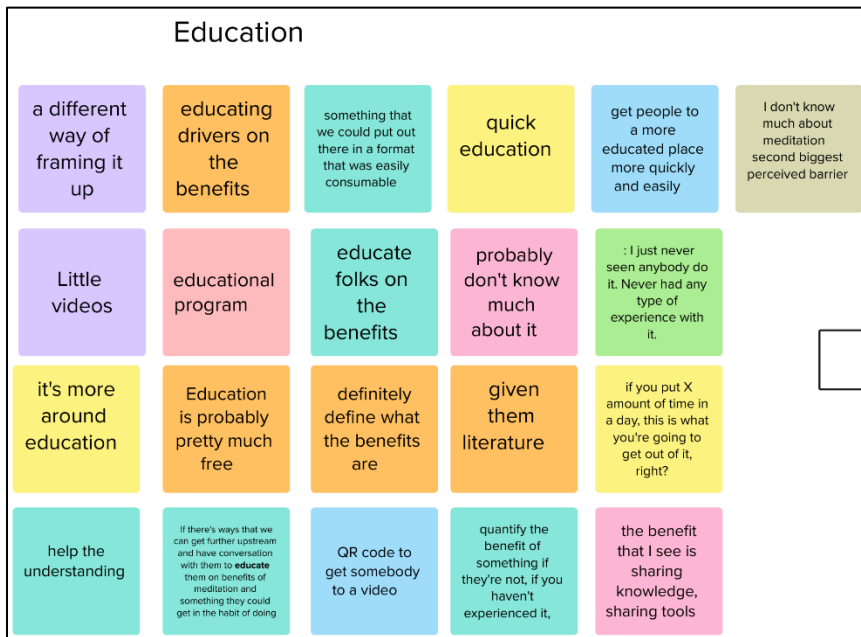 Education
a different
way of
framing it
up
educating
drivers on
the
benefits
something that
we could put out
there in a format
that was easily
consumable
quick
education
get people to
a more
educated place
more quickly
and easily
I don't know
much about
meditation
second biggest
perceived barrier
Little
videos
educational
program
educate
folks on
the
benefits
probably
don't know
much
about it
: I just never
seen anybody do
it. Never had any
type of
experience with
it.
it's more
around
education
Education
is probably
pretty much
free
definitely
define what
the benefits
are
given
them
literature
if you put X
amount of time in
a day, this is what
you're going to
get out of it,
right?
help the
understanding
If there's ways that we
can get further upstream
and have conversation
with them to educate
them on benefits of
meditation and
something they could
get in the habit of doing
QR code to
get somebody
to a video
quantify the
benefit of
something if
they're not, if you
haven't
experienced it,
the benefit
that I see is
sharing
knowledge,
sharing tools